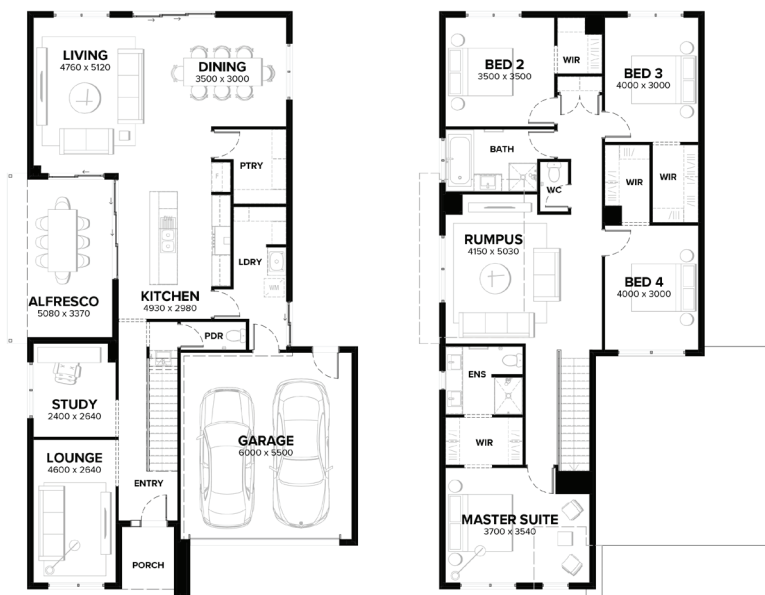 LIVING
4760 x 5120
DINING
3500 x 3000
PTRY
F
LDRY
WM
ALFRESCO
5080 x 3370
KITCHEN
4930 x 2980
PDR
STUDY
2400 x 2640
LOUNGE
4600 x 2640
ENTRY
GARAGE
6000 x 5500
PORCH
BED 2
3500 x 3500
WIR
BED 3
4000 x 3000
BATH
WC
WIR
WIR
RUMPUS
4150 x 5030
BED 4
4000 x 3000
ENS
WIR
MASTER SUITE
3700 x 3540